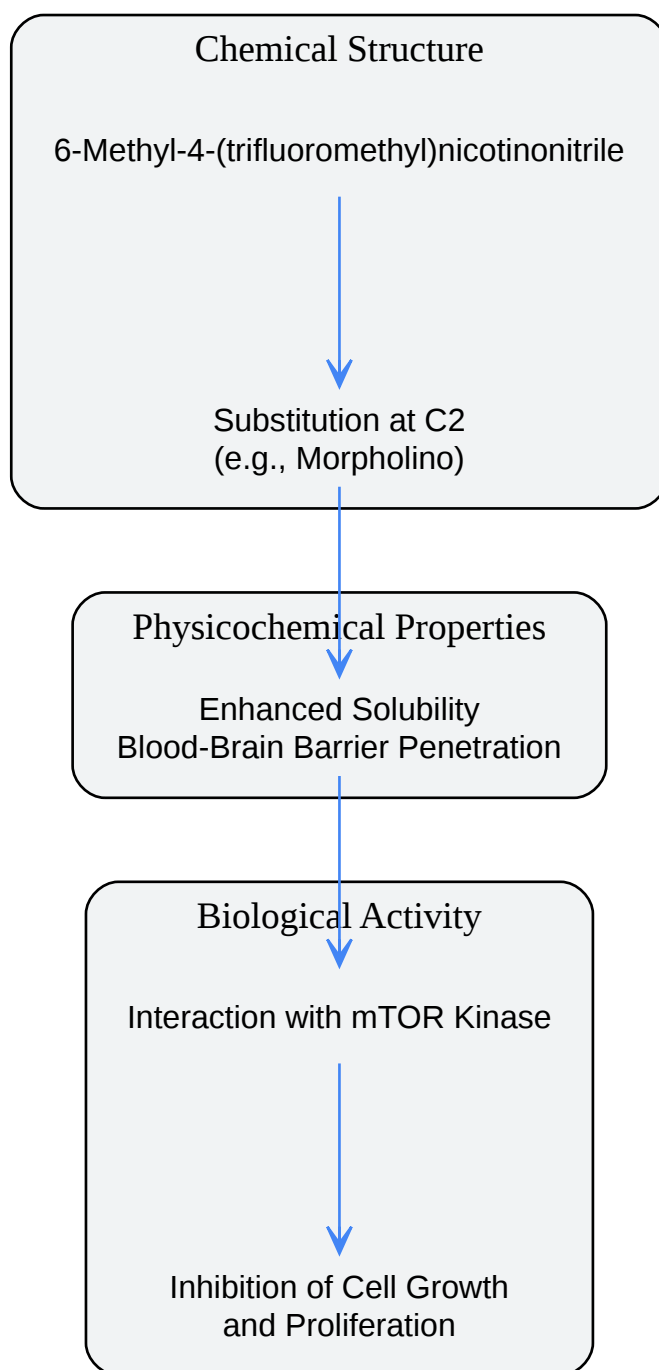 Chemical Structure
6-Methyl-4-(trifluoromethyl)nicotinonitrile
Substitution at C2
(e.g., Morpholino)
Physicochemical Properties
Enhanced Solubility
Blood-Brain Barrier Penetration
Biological Activity
Interaction with mTOR Kinase
Inhibition of Cell Growth
and Proliferation